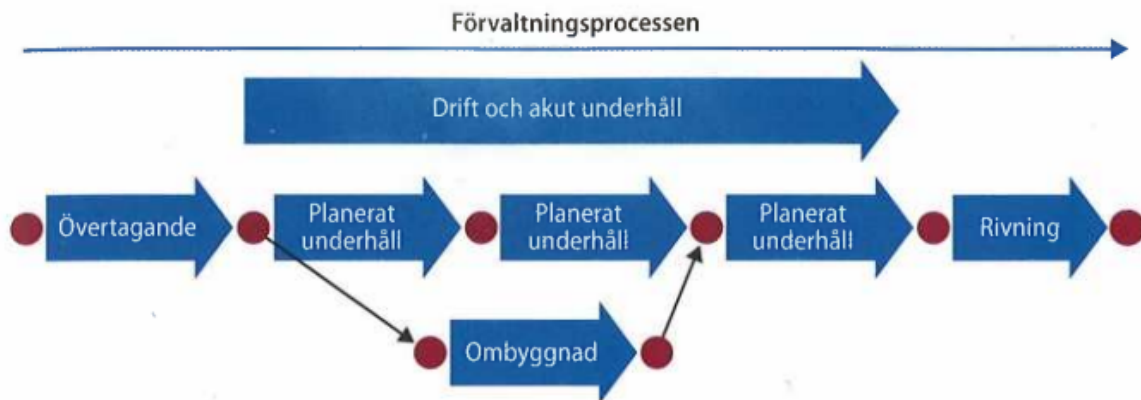 Förvaltningsprocessen
Drift och akut underhåll
Övertagande
Planerat
underhåll
Planerat
underhåll
Planerat
underhåll
Rivning
Ombyggnad